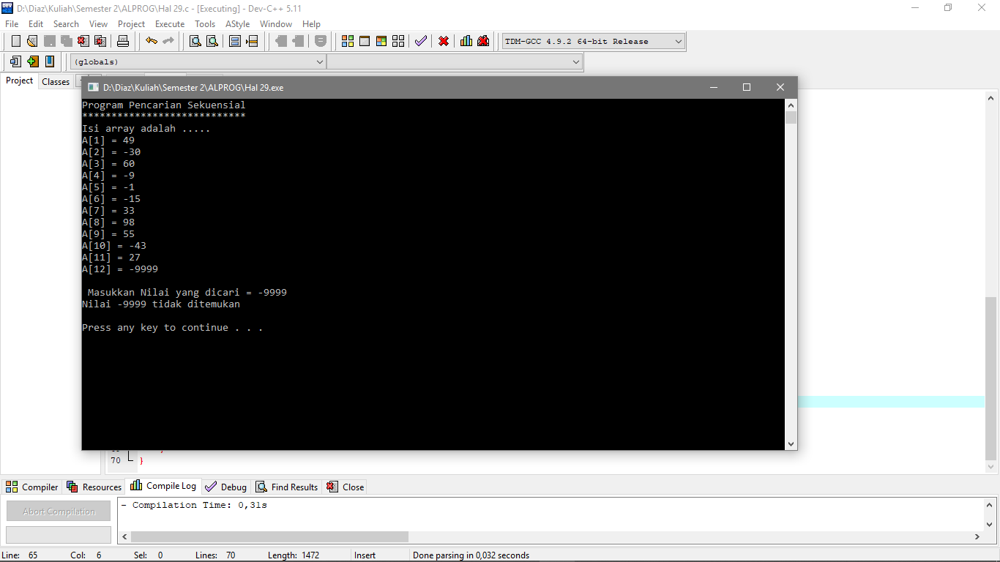 D:\Diaz\Kuliah\Semester 2\ALPROG\Hal 29.c - [Executing] - Dev-C++ 5.11
File Edit Search View Project Execute Tools AStyle Window Help
TDM-GCC 4.9.2 64-bit Release
(globals)
Project Classes
D:\Diaz\Kuliah\Semester 2\ALPROG\Hal 29.exe
Program Pencarian Sekuensial
****************************
Isi array adalah .....
A[1] = 49
A[2] = -30
A[3] = 60
A[4] = -9
A[5] = -1
A[6] = -15
A[7] = 33
A[8] = 98
A[9] = 55
A[10] = -43
A[11] = 27
A[12] = -9999
Masukkan Nilai yang dicari = -9999
Nilai -9999 tidak ditemukan
Press any key to continue . . .
70 }
Compiler Resources Compile Log Debug Find Results Close
Abort Compilation
- Compilation Time: 0,31s
Line: 65 Col: 6 Sel: 0 Lines: 70 Length: 1472 Insert Done parsing in 0,032 seconds